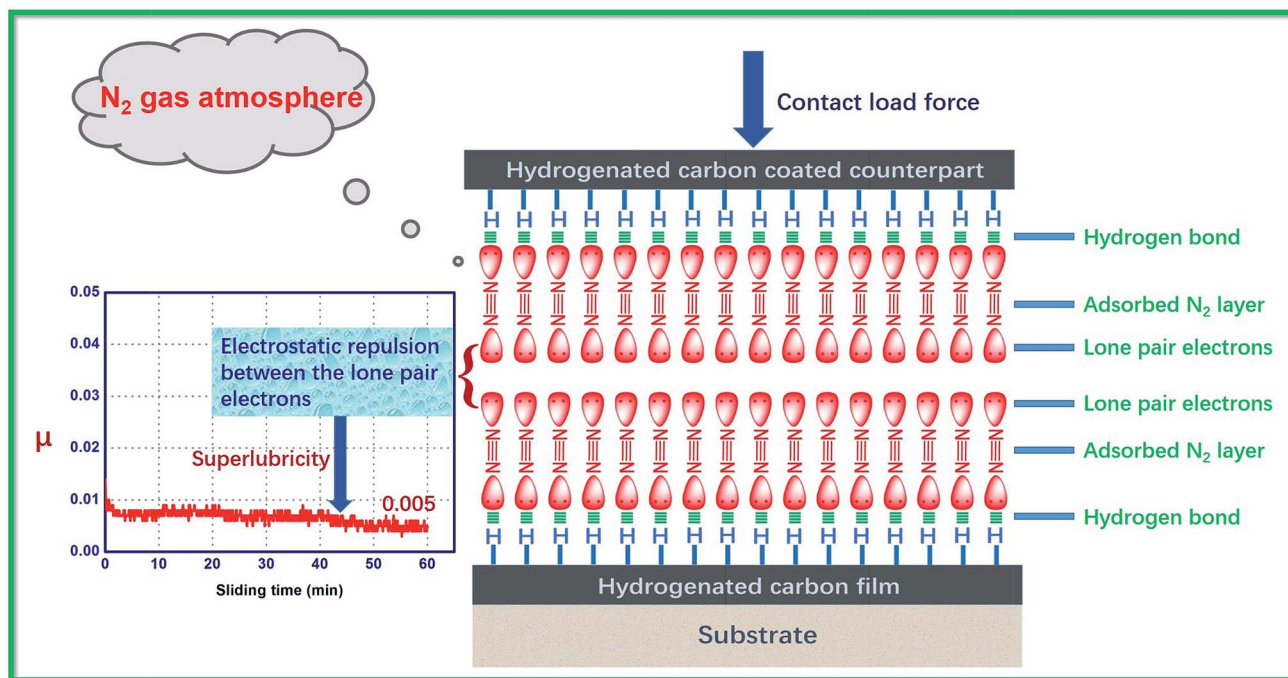 N₂ gas atmosphere
Contact load force
Hydrogenated carbon coated counterpart
H H H H H H H H H H H H H H H H
Hydrogen bond
N≡N N≡N N≡N N≡N N≡N N≡N N≡N N≡N N≡N N≡N N≡N N≡N N≡N N≡N N≡N N≡N
Adsorbed N₂ layer
Lone pair electrons
Lone pair electrons
N≡N N≡N N≡N N≡N N≡N N≡N N≡N N≡N N≡N N≡N N≡N N≡N N≡N N≡N N≡N N≡N
Adsorbed N₂ layer
Hydrogen bond
H H H H H H H H H H H H H H H H
Hydrogenated carbon film
Substrate
0.05
0.04
0.03
0.02
0.01
0.00
μ
Electrostatic repulsion
between the lone pair
electrons
Superlubricity
0.005
0 10 20 30 40 50 60
Sliding time (min)